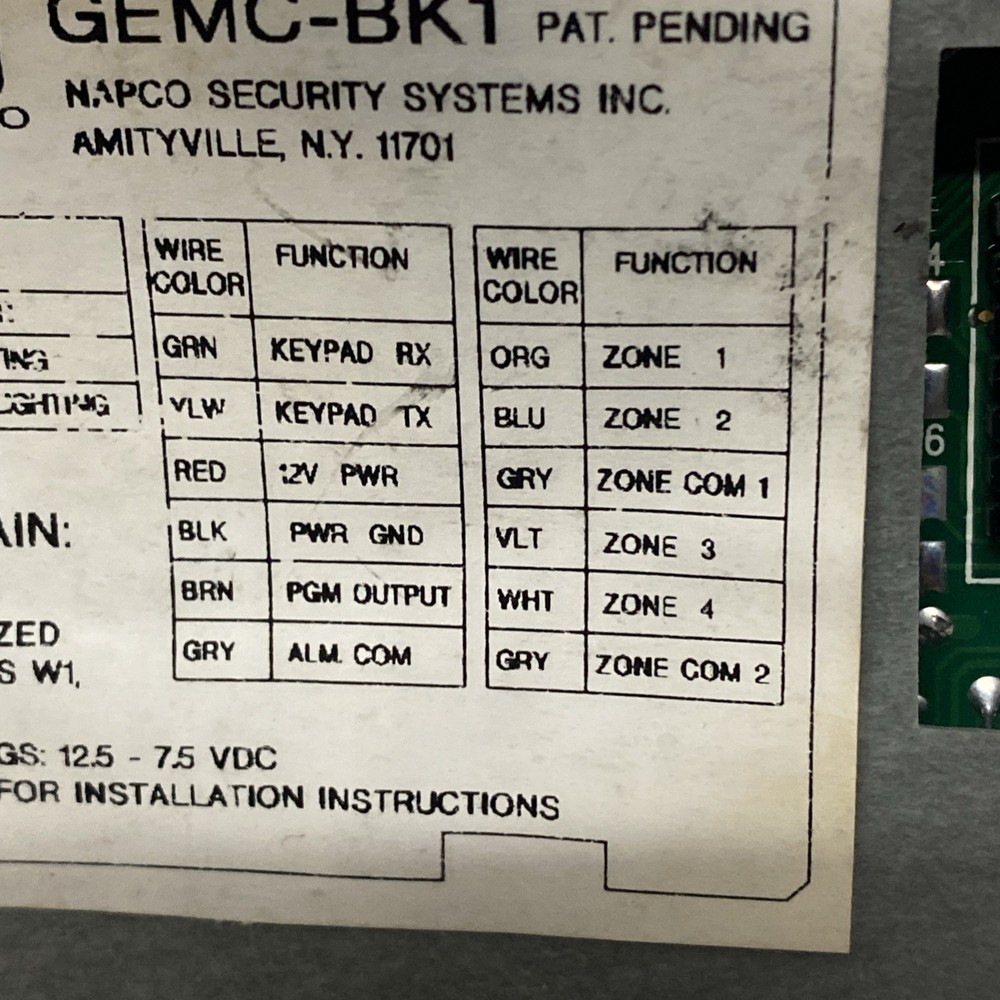 GEMC-BK1 PAT. PENDING
NAPCO SECURITY SYSTEMS INC.
AMITYVILLE, N.Y. 11701
WIRE COLOR FUNCTION
GRN KEYPAD RX
YLW KEYPAD TX
RED 12V PWR
BLK PWR GND
BRN PGM OUTPUT
GRY ALM. COM
WIRE COLOR FUNCTION
ORG ZONE 1
BLU ZONE 2
GRY ZONE COM 1
VLT ZONE 3
WHT ZONE 4
GRY ZONE COM 2
AIN:
ZED
S W1,
GS: 12.5 - 7.5 VDC
FOR INSTALLATION INSTRUCTIONS
4
6